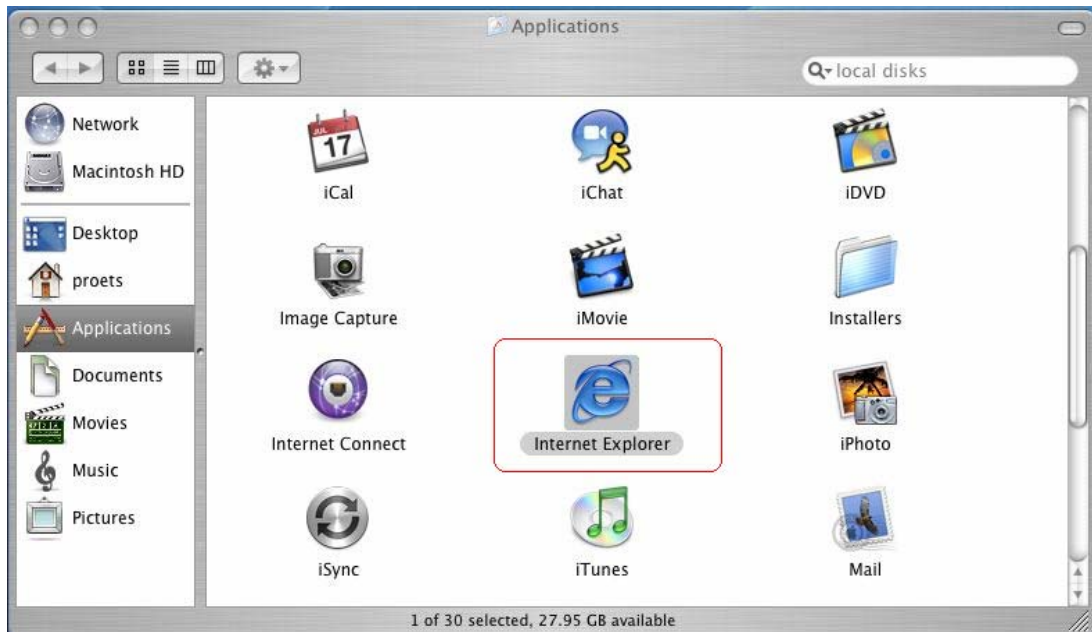 Applications
local disks
Network
Macintosh HD
Desktop
proets
Applications
Documents
Movies
Music
Pictures
JUL
17
iCal
iChat
iDVD
Image Capture
iMovie
Installers
Internet Connect
Internet Explorer
iPhoto
iSync
iTunes
Mail
1 of 30 selected, 27.95 GB available